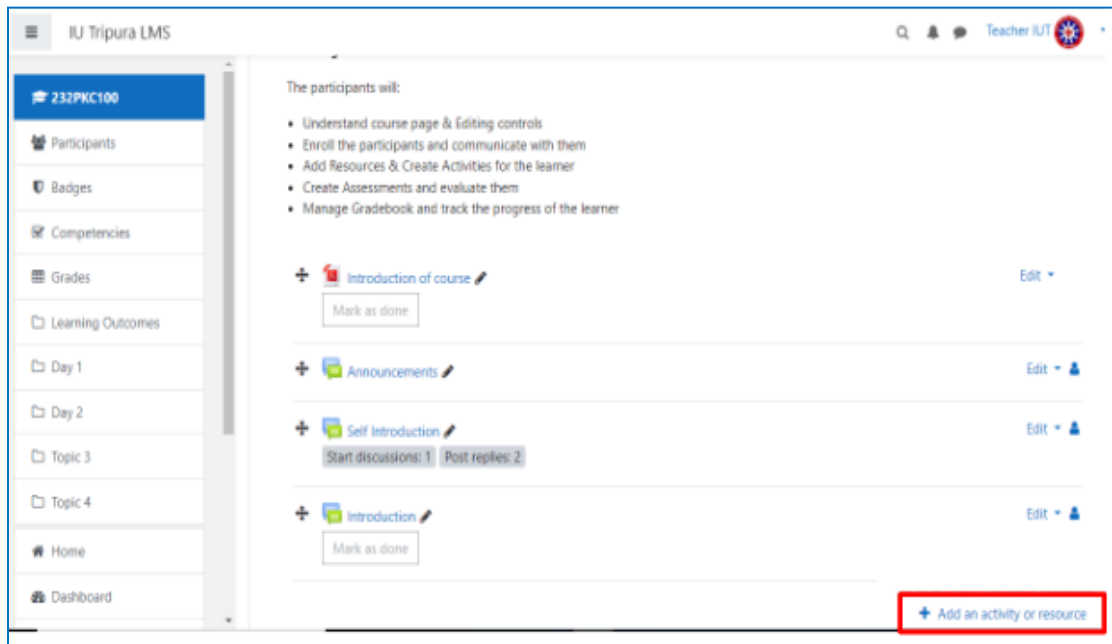 IU Tripura LMS
Teacher IUT
232PKC100
Participants
Badges
Competencies
Grades
Learning Outcomes
Day 1
Day 2
Topic 3
Topic 4
Home
Dashboard
The participants will:
• Understand course page & Editing controls
• Enroll the participants and communicate with them
• Add Resources & Create Activities for the learner
• Create Assessments and evaluate them
• Manage Gradebook and track the progress of the learner
Introduction of course Edit
Mark as done
Announcements Edit
Self Introduction Edit
Start discussions: 1 Post replies: 2
Introduction Edit
Mark as done
+ Add an activity or resource